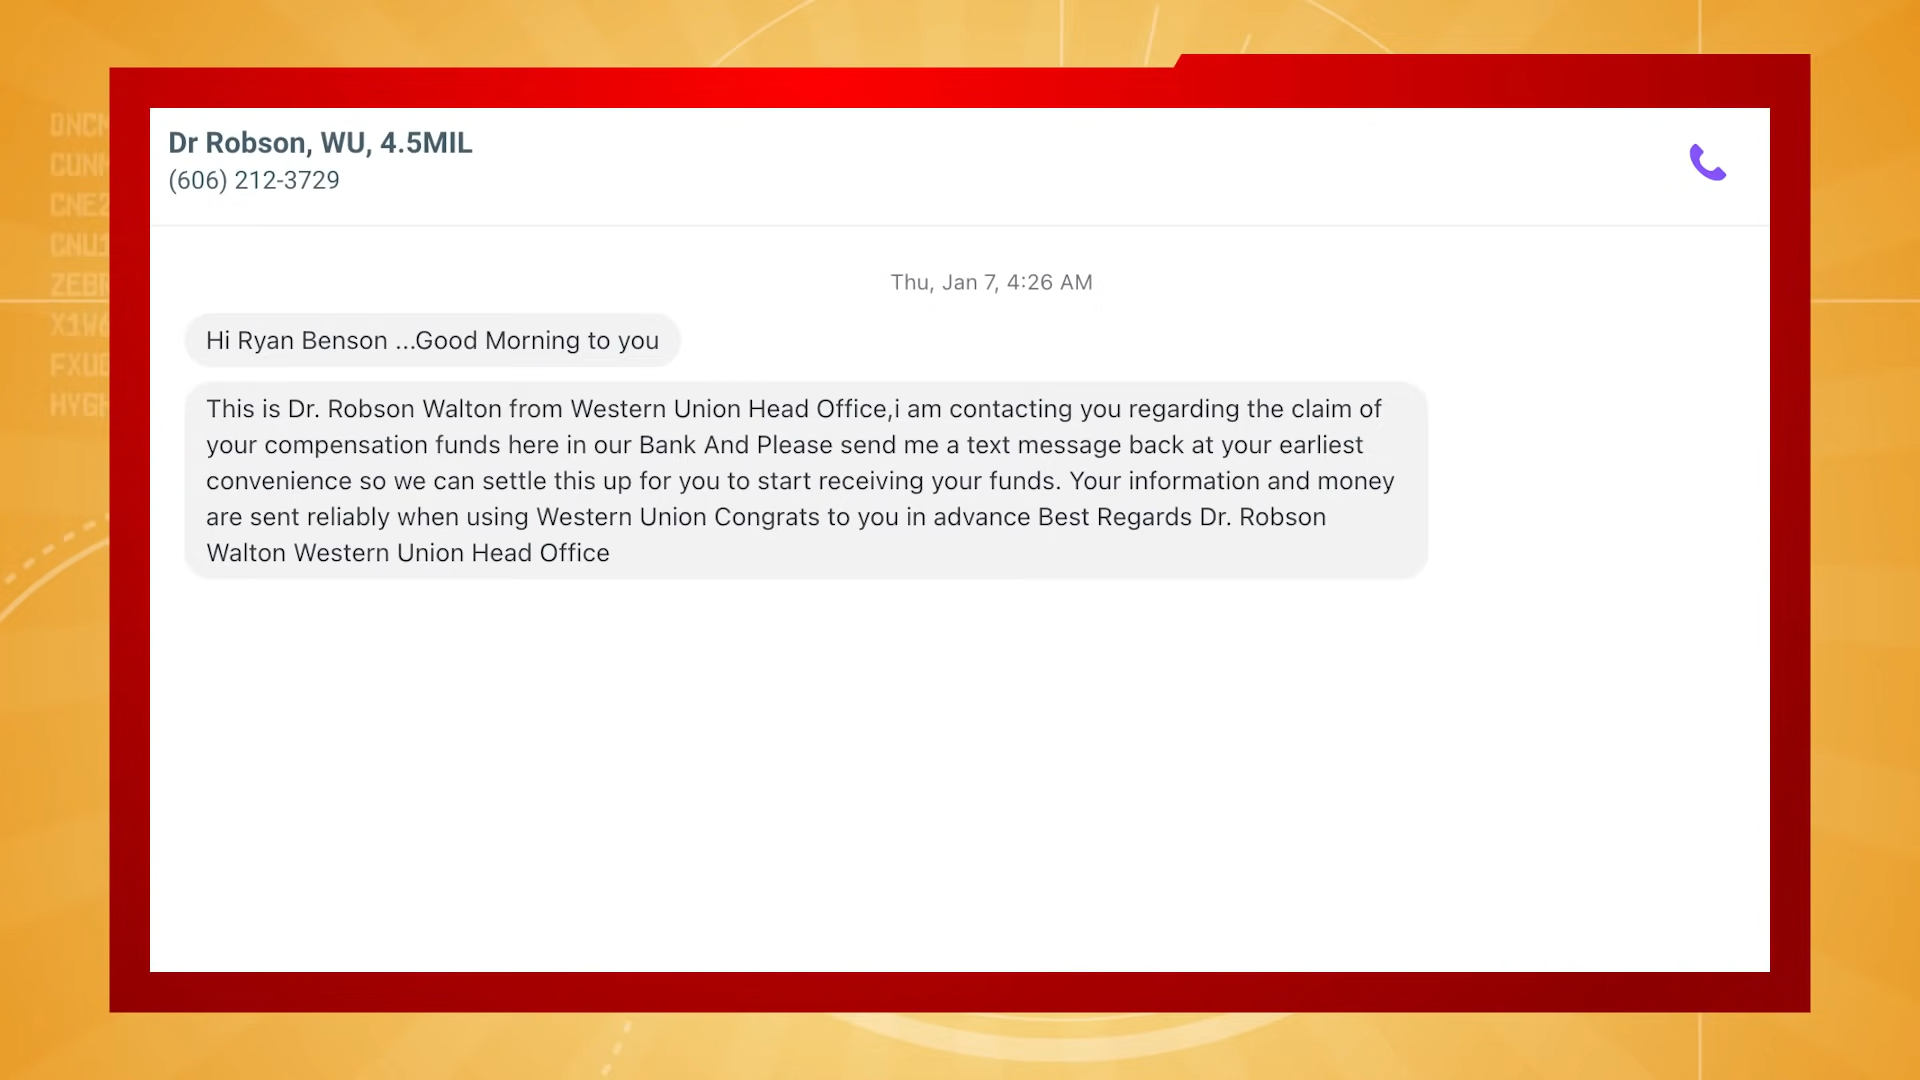 Dr Robson, WU, 4.5MIL
(606) 212-3729
Thu, Jan 7, 4:26 AM
Hi Ryan Benson ...Good Morning to you
This is Dr. Robson Walton from Western Union Head Office,i am contacting you regarding the claim of
your compensation funds here in our Bank And Please send me a text message back at your earliest
convenience so we can settle this up for you to start receiving your funds. Your information and money
are sent reliably when using Western Union Congrats to you in advance Best Regards Dr. Robson
Walton Western Union Head Office